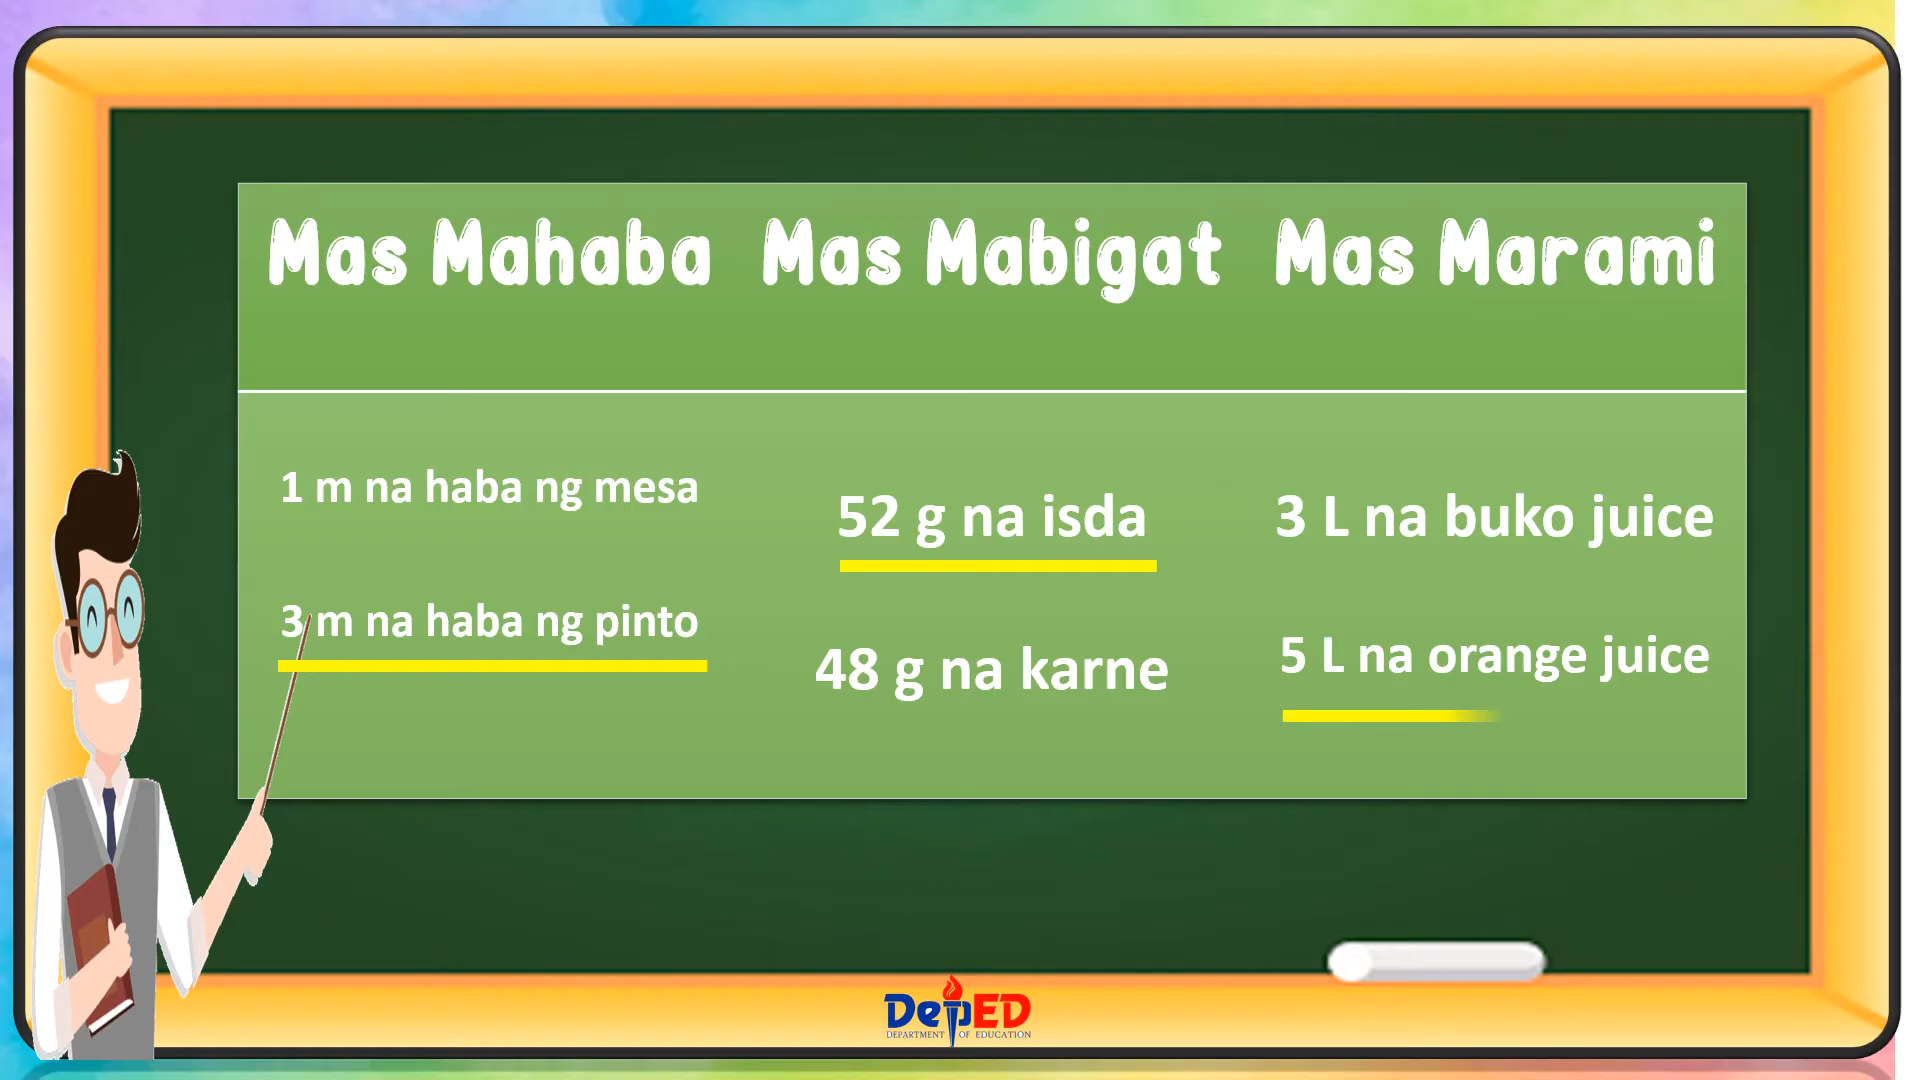 Mas Mahaba
Mas Mabigat
Mas Marami
1 m na haba ng mesa
3 m na haba ng pinto
52 g na isda
48 g na karne
3 L na buko juice
5 L na orange juice
DepED
DEPARTMENT OF EDUCATION